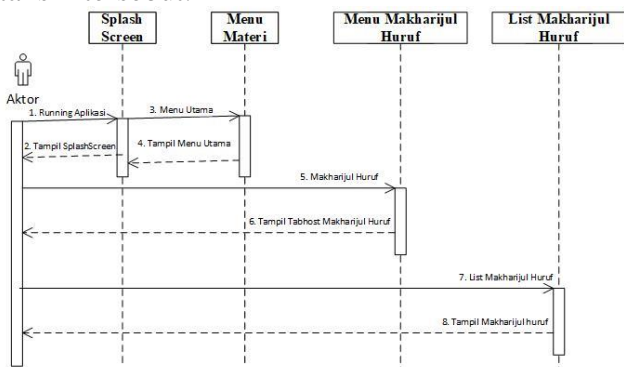 Splash
Screen
Menu
Materi
Menu Makharijul
Huruf
List Makharijul
Huruf
Aktor
1. Running Aplikasi
3. Menu Utama
2. Tampil SplashScreen
4. Tampil Menu Utama
5. Makharijul Huruf
6. Tampil Tabhost Makharijul Huruf
7. List Makharijul Huruf
8. Tampil Makharijul huruf